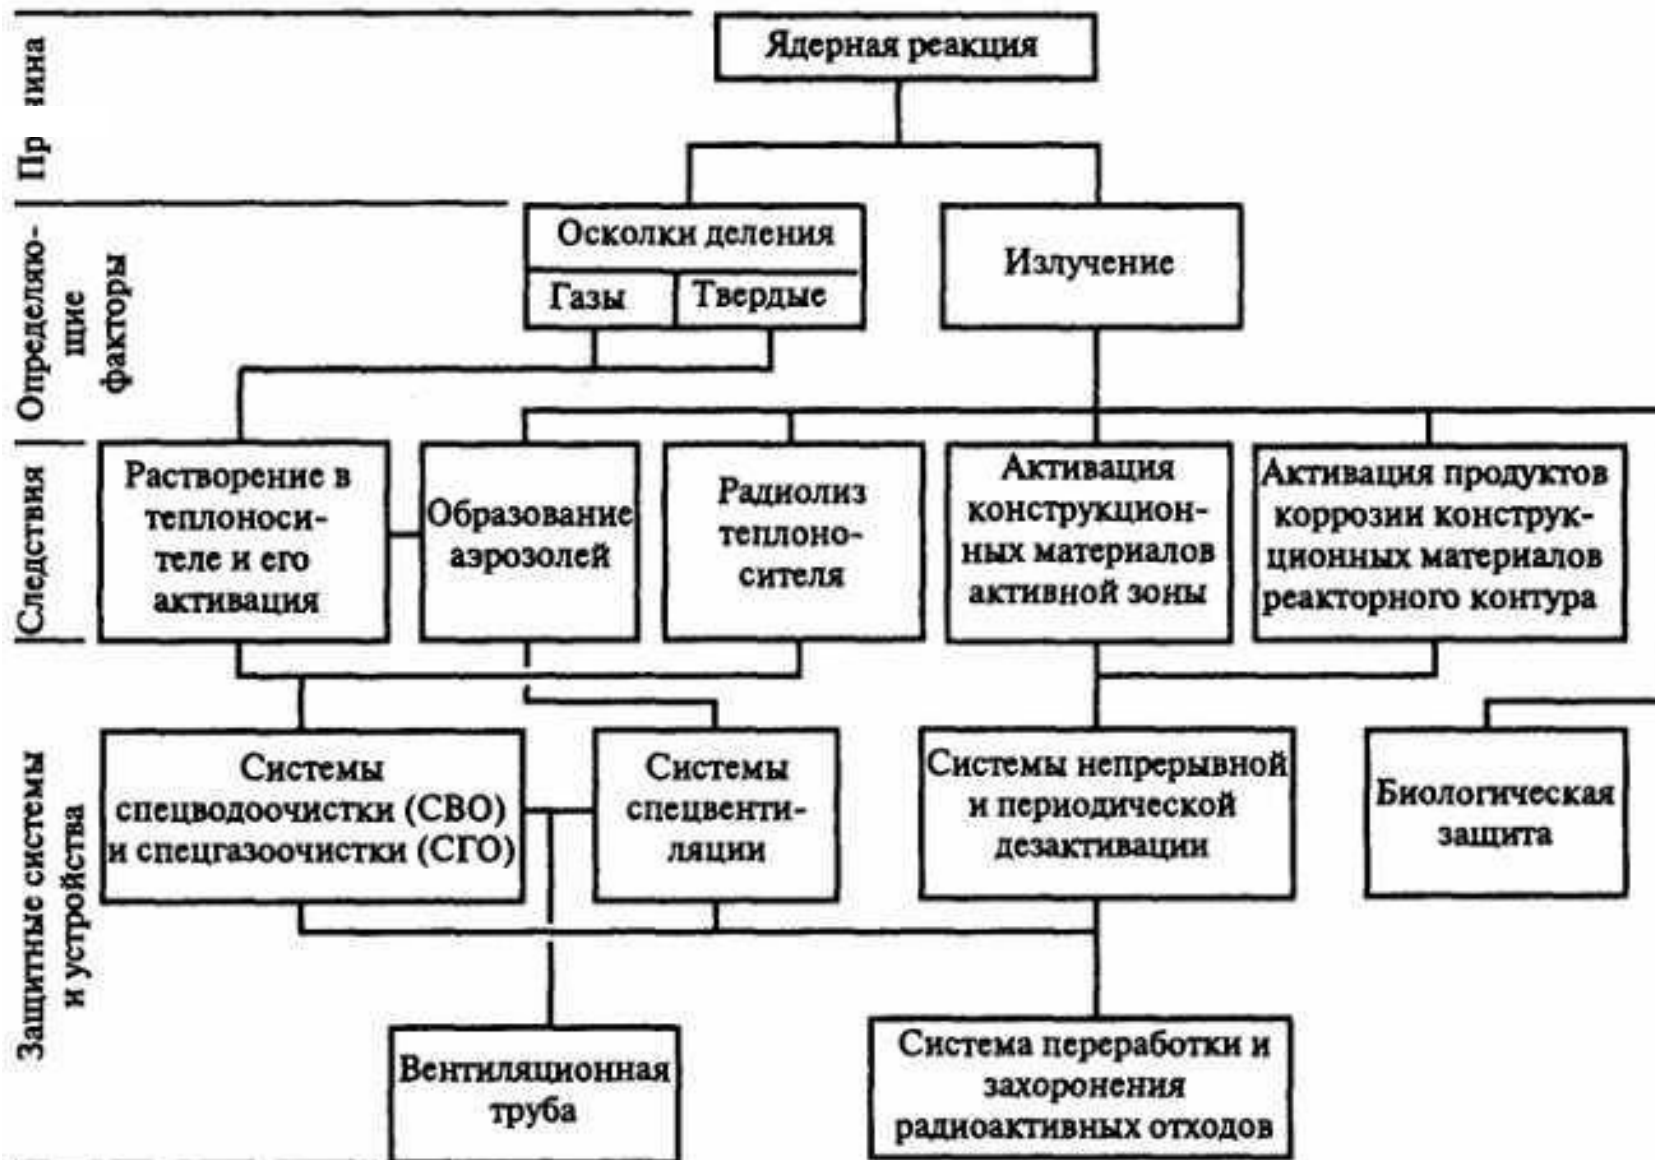 Ядерная реакция
Осколки деления
Газы
Твердые
Излучение
Определяю-
щие
факторы
Следствия
Растворение в
теплоноси-
теле и его
активация
Образование
аэрозолей
Радиолиз
теплоно-
сителя
Активация
конструкцион-
ных материалов
активной зоны
Активация продуктов
коррозии конструк-
ционных материалов
реакторного контура
Защитные системы
и устройства
Системы
спецводоочистки (СВО)
и спецгазоочистки (СГО)
Системы
спецвенти-
ляции
Системы непрерывной
и периодической
дезактивации
Биологическая
защита
Вентиляционная
труба
Система переработки и
захоронения
радиоактивных отходов